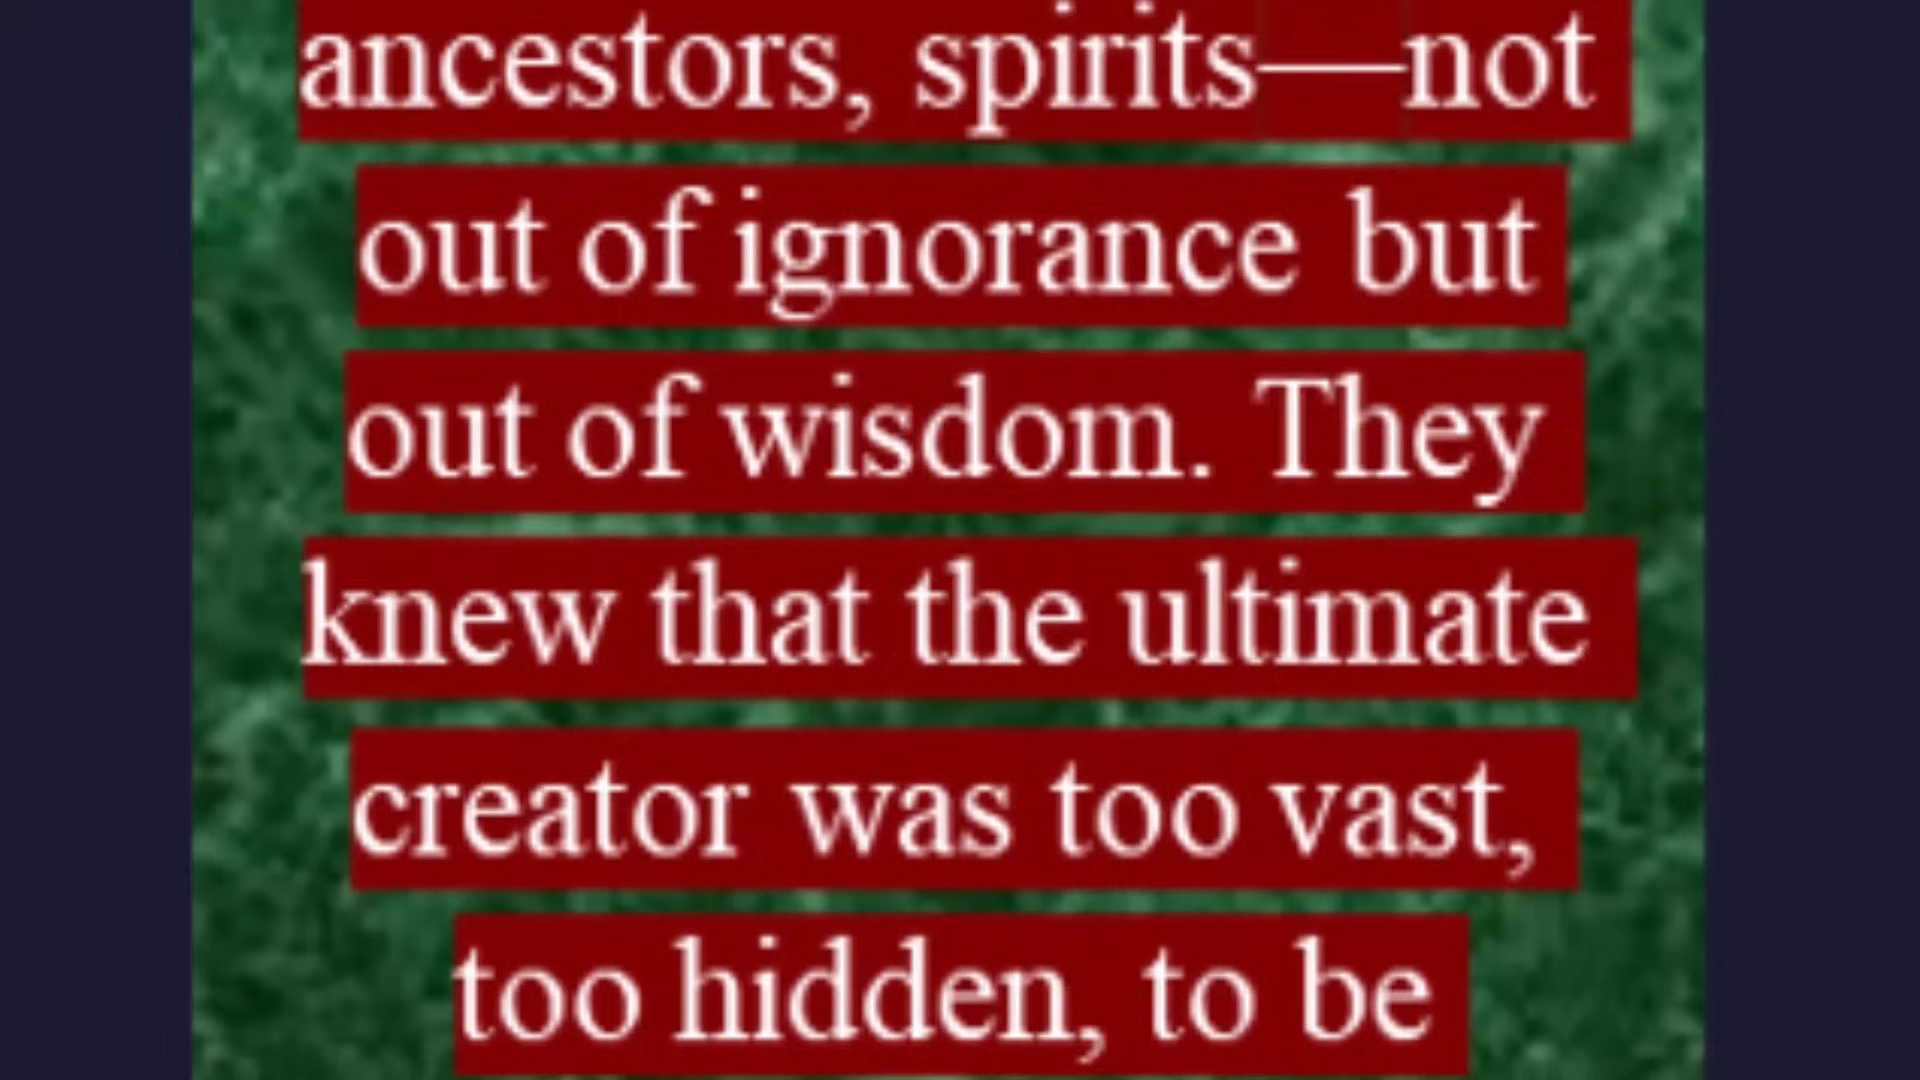 ancestors, spirits—not
out of ignorance but
out of wisdom. They
knew that the ultimate
creator was too vast,
too hidden, to be